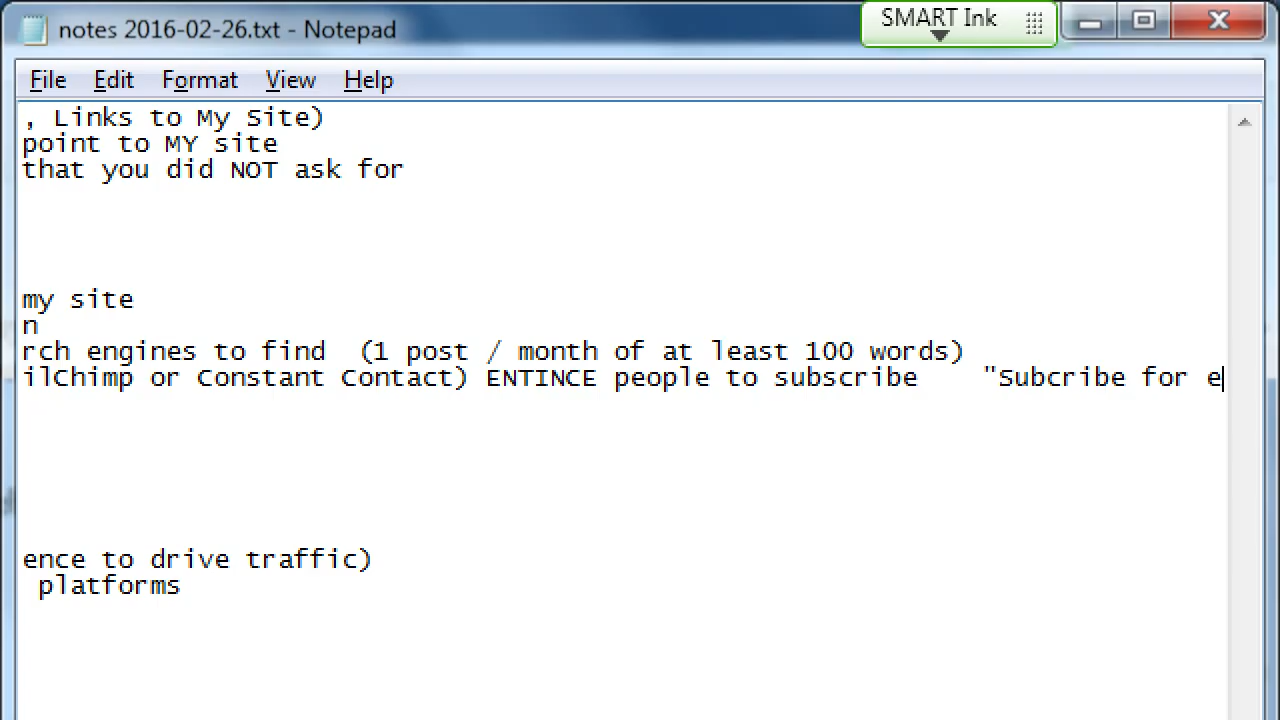 notes 2016-02-26.txt - Notepad
SMART Ink
File Edit Format View Help
, Links to My Site)
point to MY site
that you did NOT ask for
my site
n
rch engines to find  (1 post / month of at least 100 words)
ilChimp or Constant Contact) ENTINCE people to subscribe    "Subcribe for e
ence to drive traffic)
platforms